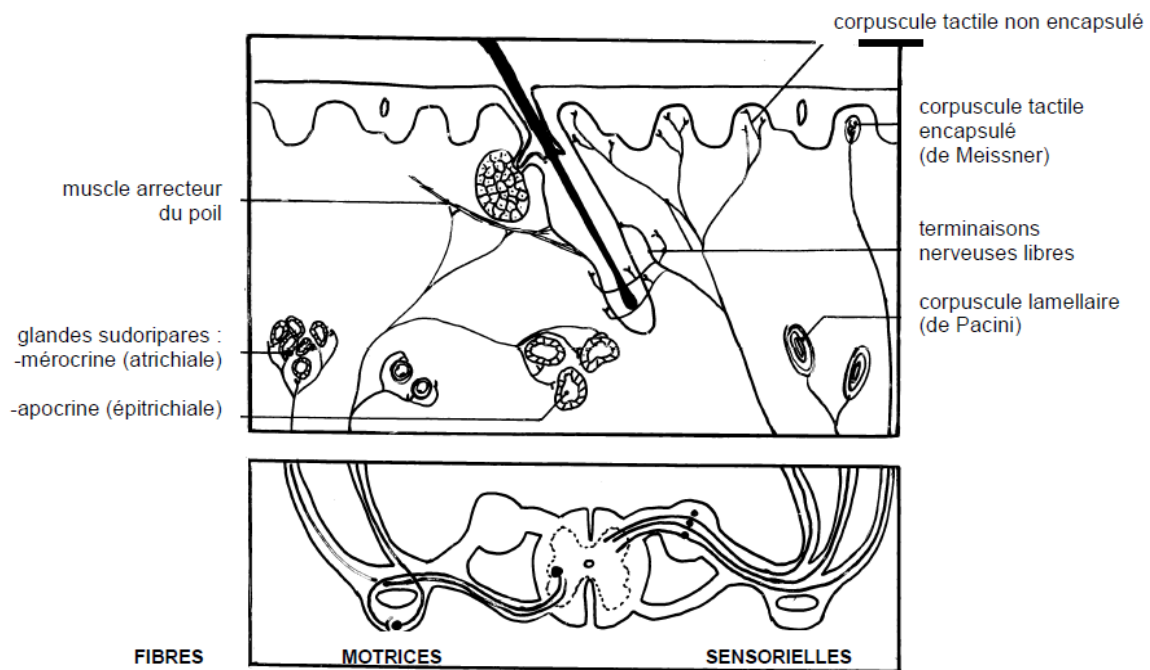 corpuscule tactile non encapsulé
corpuscule tactile
encapsulé
(de Meissner)
muscle arrecteur
du poil
terminaisons
nerveuses libres
corpuscule lamellaire
(de Pacini)
glandes sudoripares :
-mérocrine (atrichiale)
-apocrine (épitrichiale)
FIBRES MOTRICES SENSORIELLES